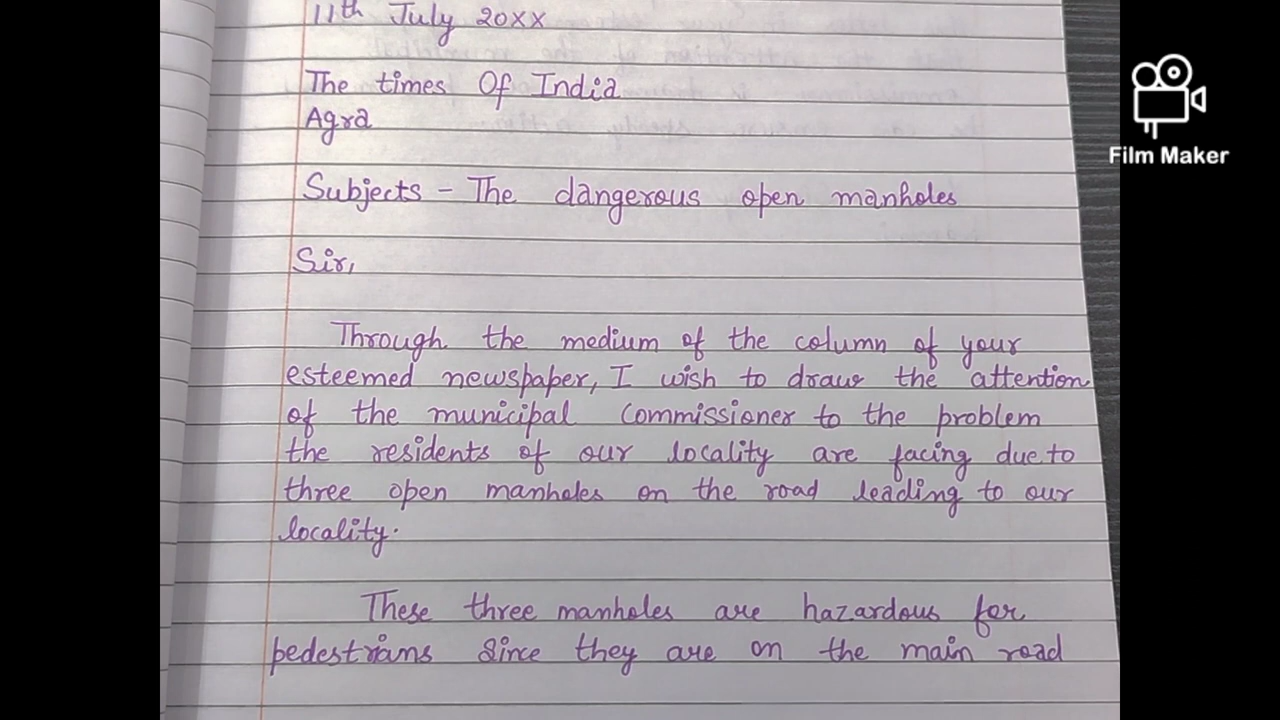 11th July 20XX
The times Of India
Agra
Subjects - The dangerous open manholes
Sir,
Through the medium of the column of your
esteemed newspaper, I wish to draw the attention
of the municipal commissioner to the problem
the residents of our locality are facing due to
three open manholes on the road leading to our
locality.
These three manholes are hazardous for
pedestrians since they are on the main road
Film Maker